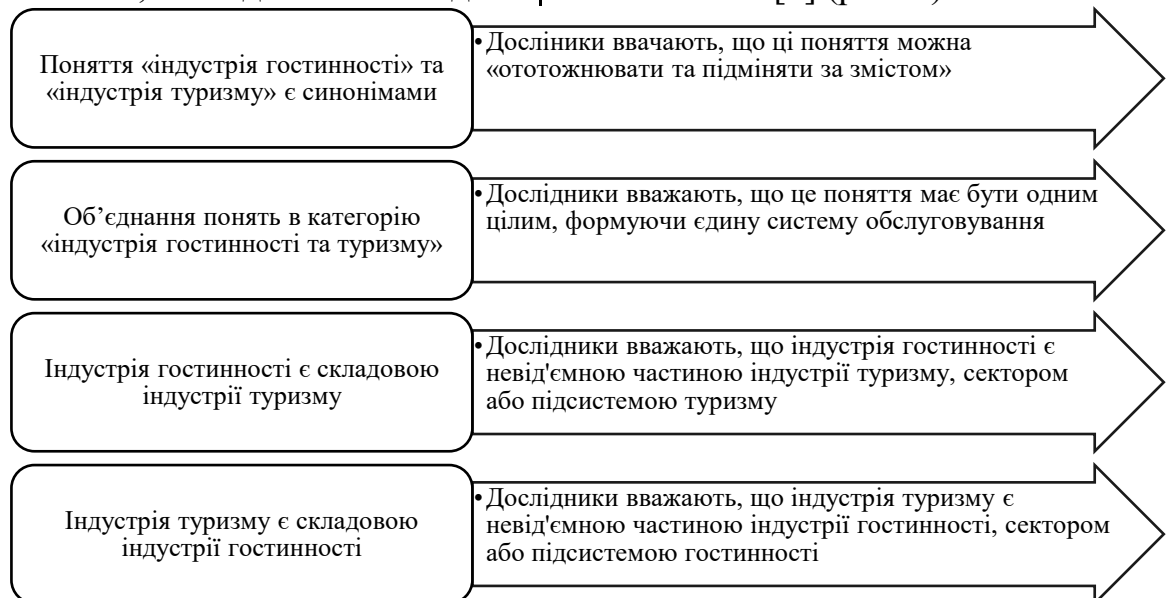 Поняття «індустрія гостинності» та
«індустрія туризму» є синонімами
•Досліники ввачають, що ці поняття можна
«ототожнювати та підміняти за змістом»
Об’єднання понять в категорію
«індустрія гостинності та туризму»
•Дослідники вважають, що це поняття має бути одним
цілим, формуючи єдину систему обслуговування
Індустрія гостинності є складовою
індустрії туризму
•Дослідники вважають, що індустрія гостинності є
невід'ємною частиною індустрії туризму, сектором
або підсистемою туризму
Індустрія туризму є складовою
індустрії гостинності
•Дослідники вважають, що індустрія туризму є
невід'ємною частиною індустрії гостинності, сектором
або підсистемою гостинності